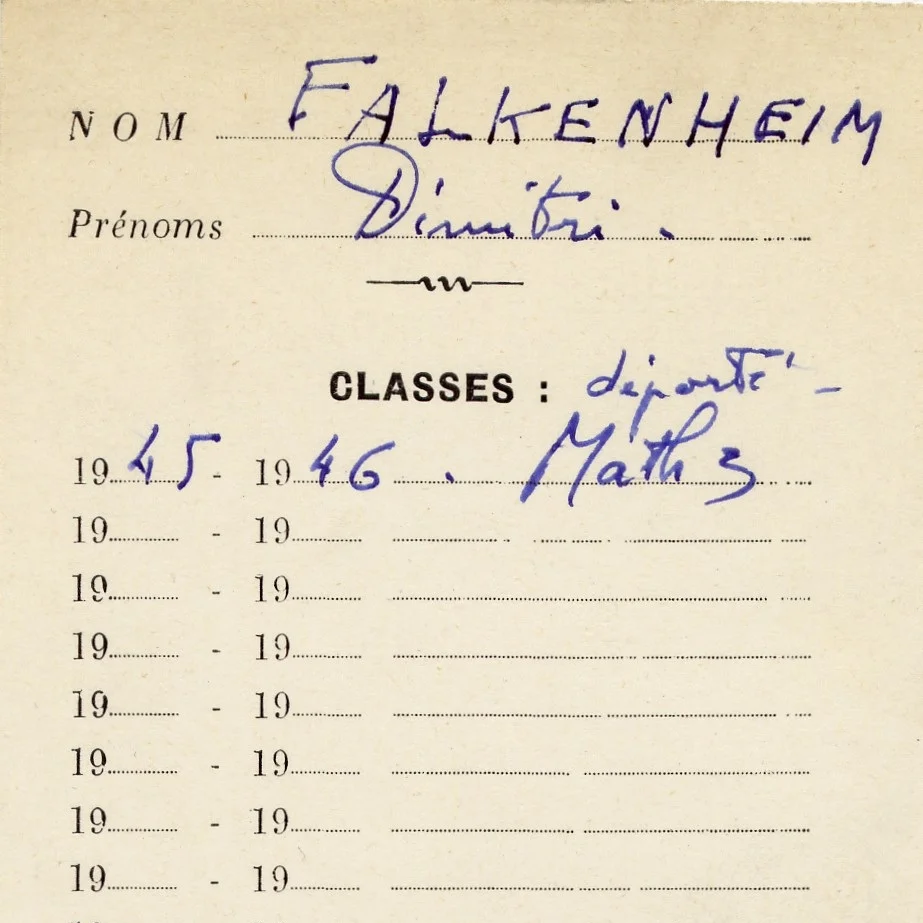 NOM FALKENHEIM
Prénoms Dimitri.
CLASSES : déporté -
1945 - 1946. Math 3
19 - 19
19 - 19
19 - 19
19 - 19
19 - 19
19 - 19
19 - 19